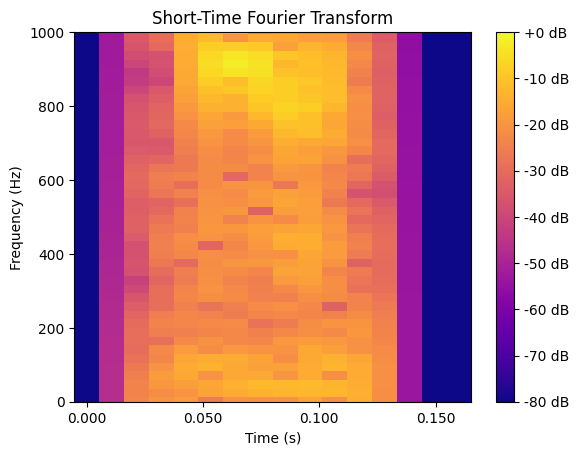 Short-Time Fourier Transform
Frequency (Hz)
1000
800
600
400
200
0
0.000
0.050
0.100
0.150
Time (s)
+0 dB
-10 dB
-20 dB
-30 dB
-40 dB
-50 dB
-60 dB
-70 dB
-80 dB